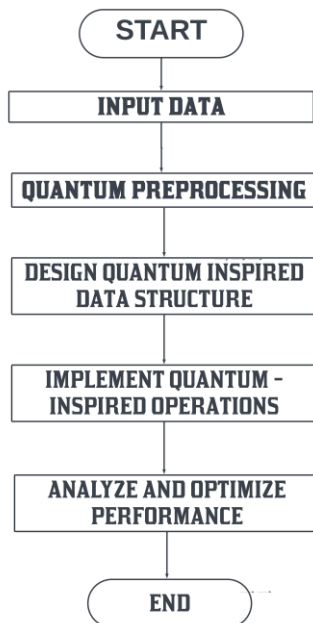 START
INPUT DATA
QUANTUM PREPROCESSING
DESIGN QUANTUM INSPIRED
DATA STRUCTURE
IMPLEMENT QUANTUM -
INSPIRED OPERATIONS
ANALYZE AND OPTIMIZE
PERFORMANCE
END